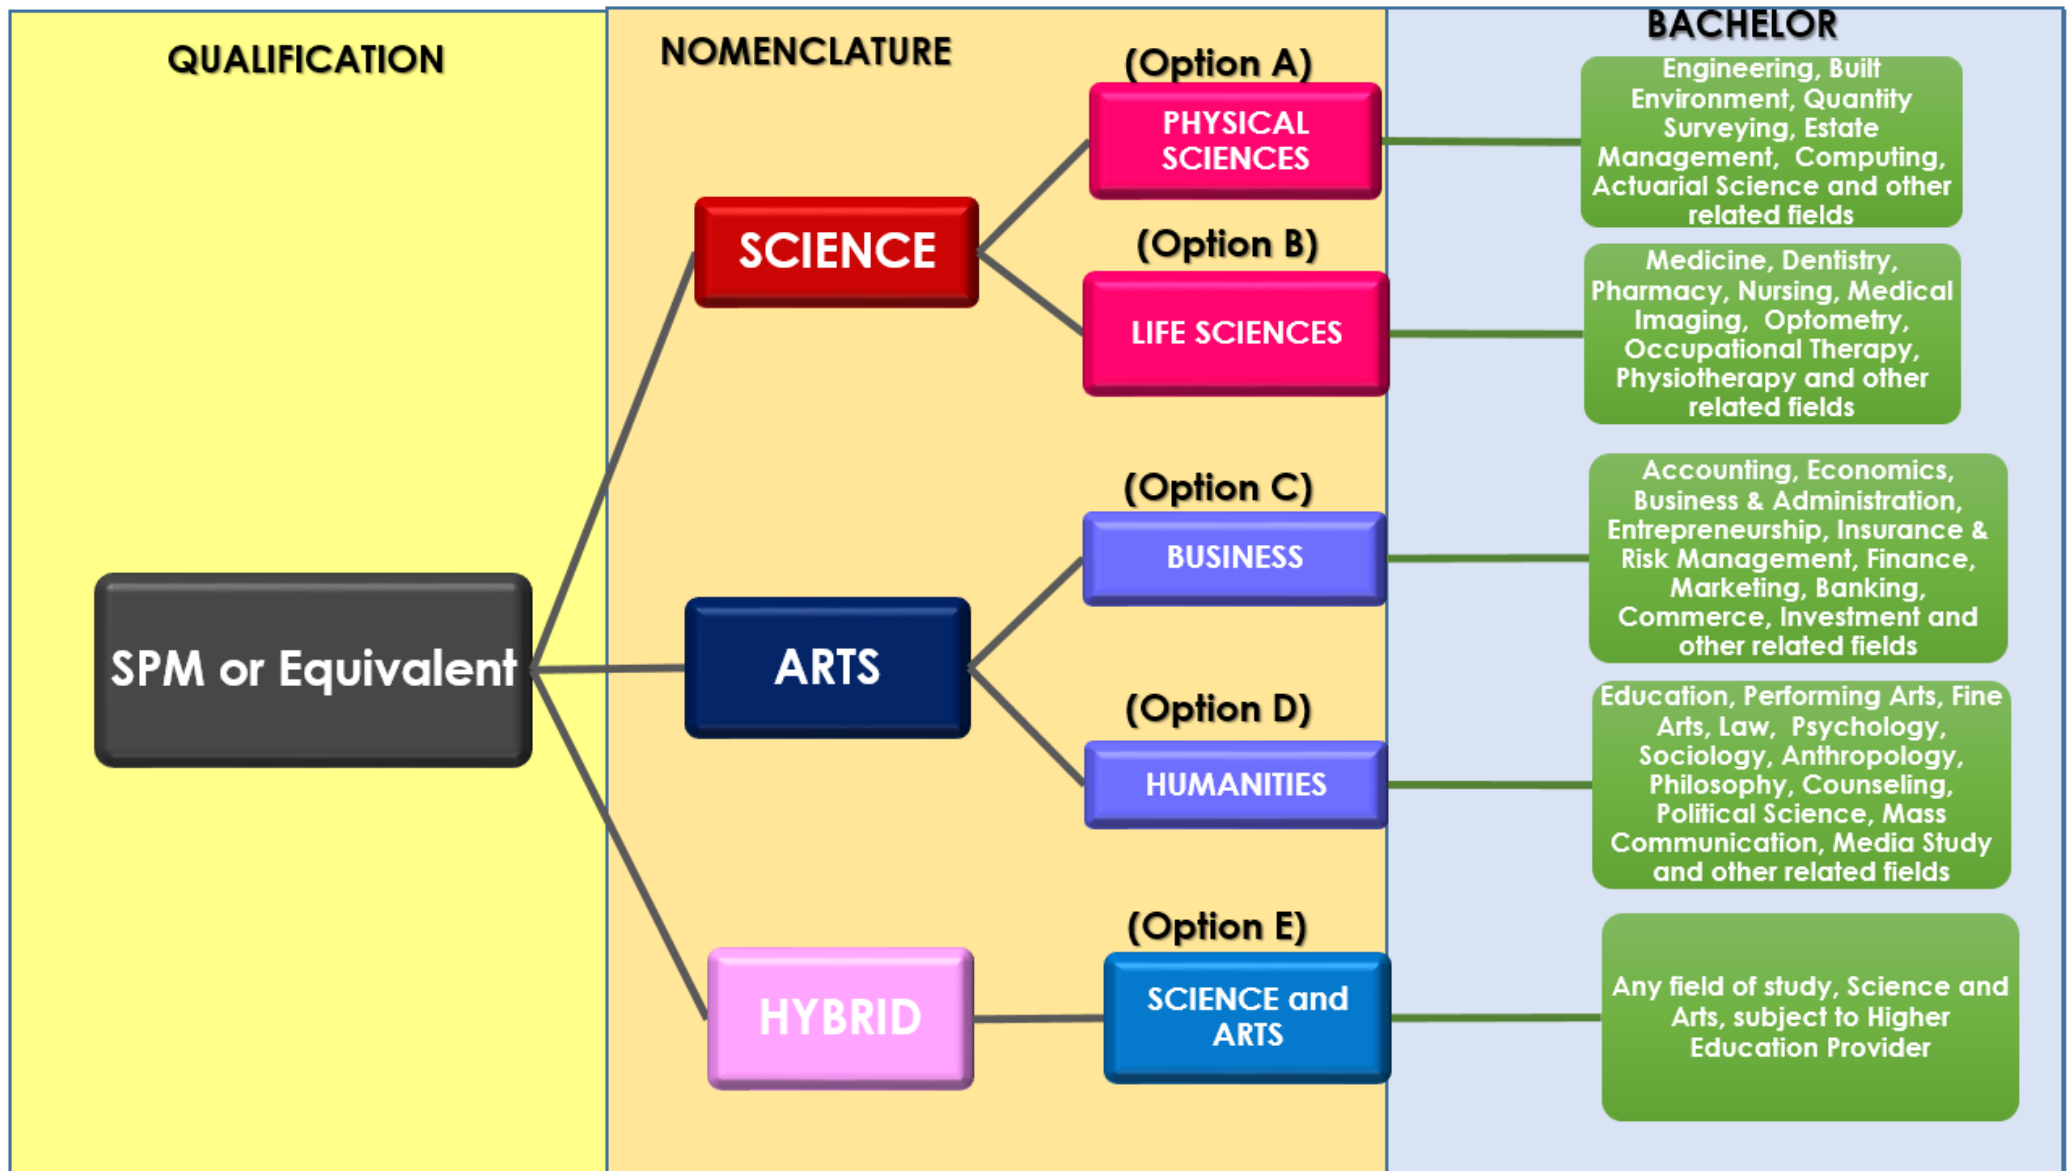 QUALIFICATION
NOMENCLATURE
BACHELOR
SPM or Equivalent
SCIENCE
(Option A)
PHYSICAL
SCIENCES
Engineering, Built
Environment, Quantity
Surveying, Estate
Management, Computing,
Actuarial Science and other
related fields
(Option B)
LIFE SCIENCES
Medicine, Dentistry,
Pharmacy, Nursing, Medical
Imaging, Optometry,
Occupational Therapy,
Physiotherapy and other
related fields
ARTS
(Option C)
BUSINESS
Accounting, Economics,
Business & Administration,
Entrepreneurship, Insurance &
Risk Management, Finance,
Marketing, Banking,
Commerce, Investment and
other related fields
(Option D)
HUMANITIES
Education, Performing Arts, Fine
Arts, Law, Psychology,
Sociology, Anthropology,
Philosophy, Counseling,
Political Science, Mass
Communication, Media Study
and other related fields
HYBRID
(Option E)
SCIENCE and
ARTS
Any field of study, Science and
Arts, subject to Higher
Education Provider